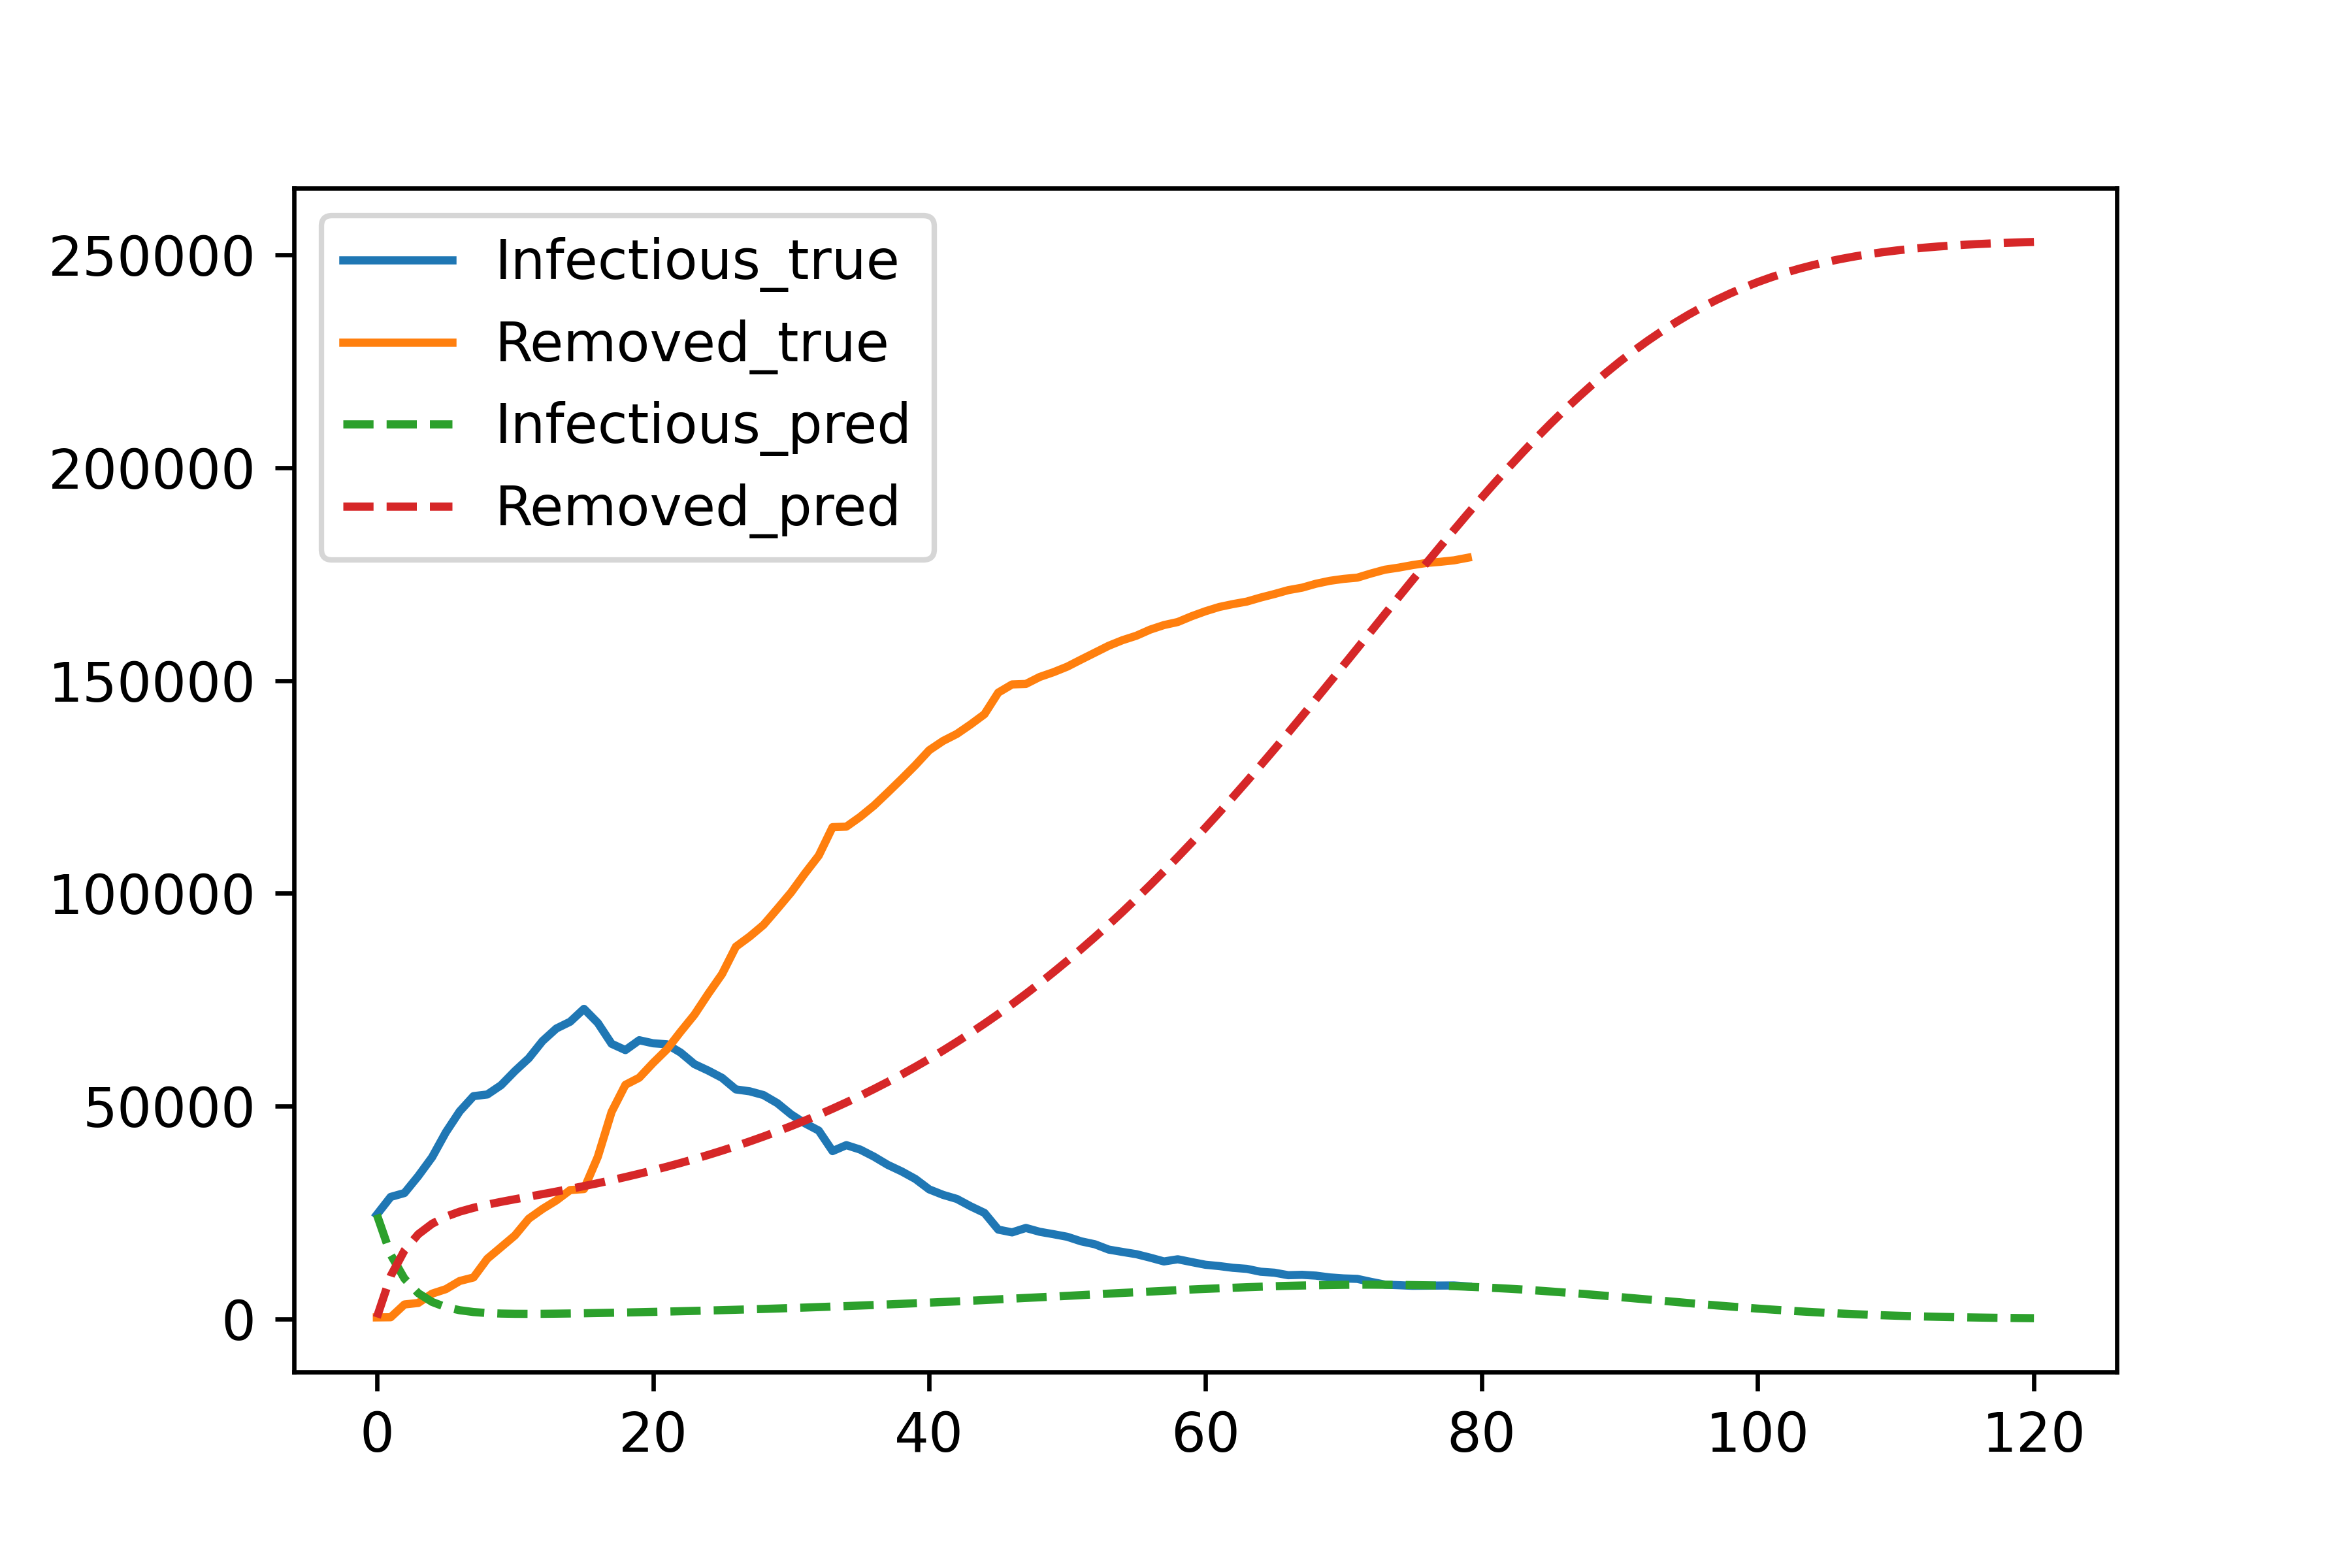 Infectious_true
Removed_true
Infectious_pred
Removed_pred
250000
200000
150000
100000
50000
0
0 20 40 60 80 100 120